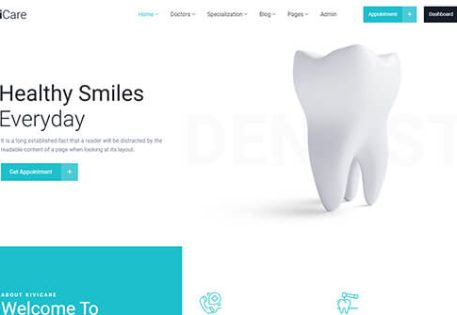 iCare
Home Doctors Specialization Blog Pages Admin Appointment + Dashboard
Healthy Smiles
Everyday
It is a long established fact that a reader will be distracted by the
readable content of a page when looking at its layout.
Get Appointment +
ABOUT KIVICARE
Welcome To